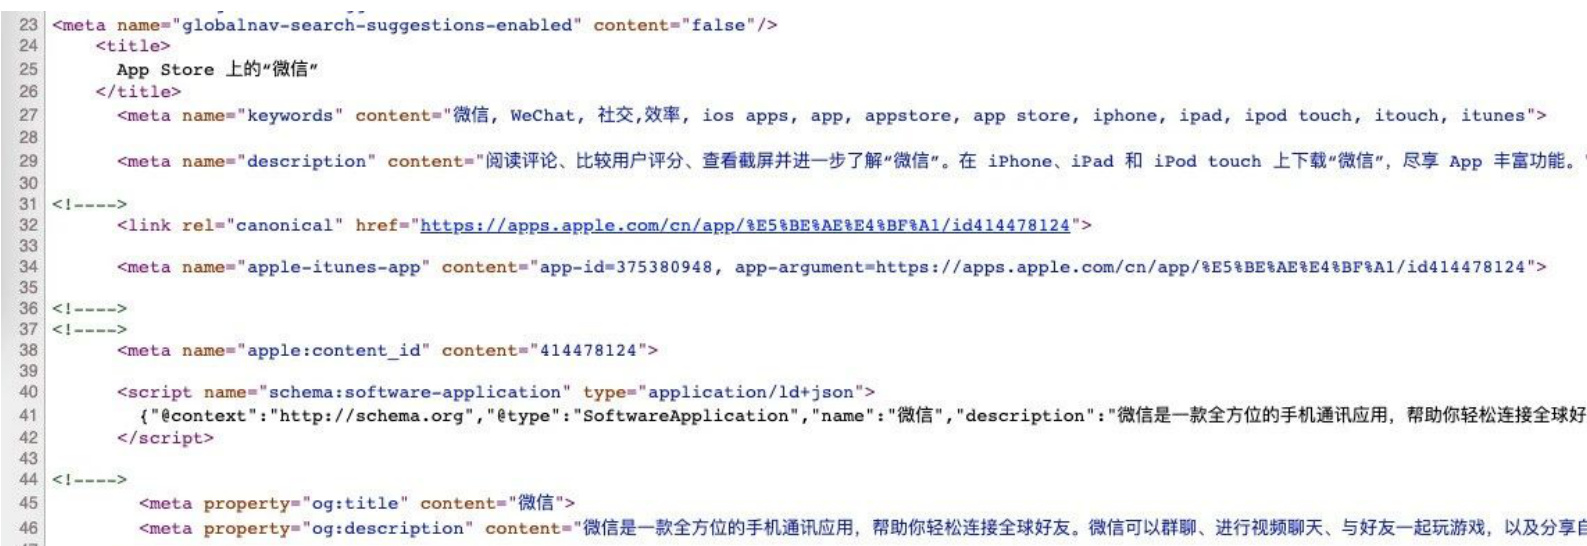 23 <meta name="globalnav-search-suggestions-enabled" content="false"/>
24 <title>
25 App Store 上的“微信”
26 </title>
27 <meta name="keywords" content="微信, WeChat, 社交,效率, ios apps, app, appstore, app store, iphone, ipad, ipod touch, itouch, itunes">
28
29 <meta name="description" content="阅读评论、比较用户评分、查看截屏并进一步了解“微信”。在 iPhone、iPad 和 iPod touch 上下载“微信”，尽享 App 丰富功能。
30
31 <!---->
32 <link rel="canonical" href="https://apps.apple.com/cn/app/%E5%BE%AE%E4%BF%A1/id414478124">
33
34 <meta name="apple-itunes-app" content="app-id=375380948, app-argument=https://apps.apple.com/cn/app/%E5%BE%AE%E4%BF%A1/id414478124">
35
36 <!---->
37 <!---->
38 <meta name="apple:content_id" content="414478124">
39
40 <script name="schema:software-application" type="application/ld+json">
41 {"@context":"http://schema.org","@type":"SoftwareApplication","name":"微信","description":"微信是一款全方位的手机通讯应用，帮助你轻松连接全球好
42 </script>
43
44 <!---->
45 <meta property="og:title" content="微信">
46 <meta property="og:description" content="微信是一款全方位的手机通讯应用，帮助你轻松连接全球好友。微信可以群聊、进行视频聊天、与好友一起玩游戏，以及分享自